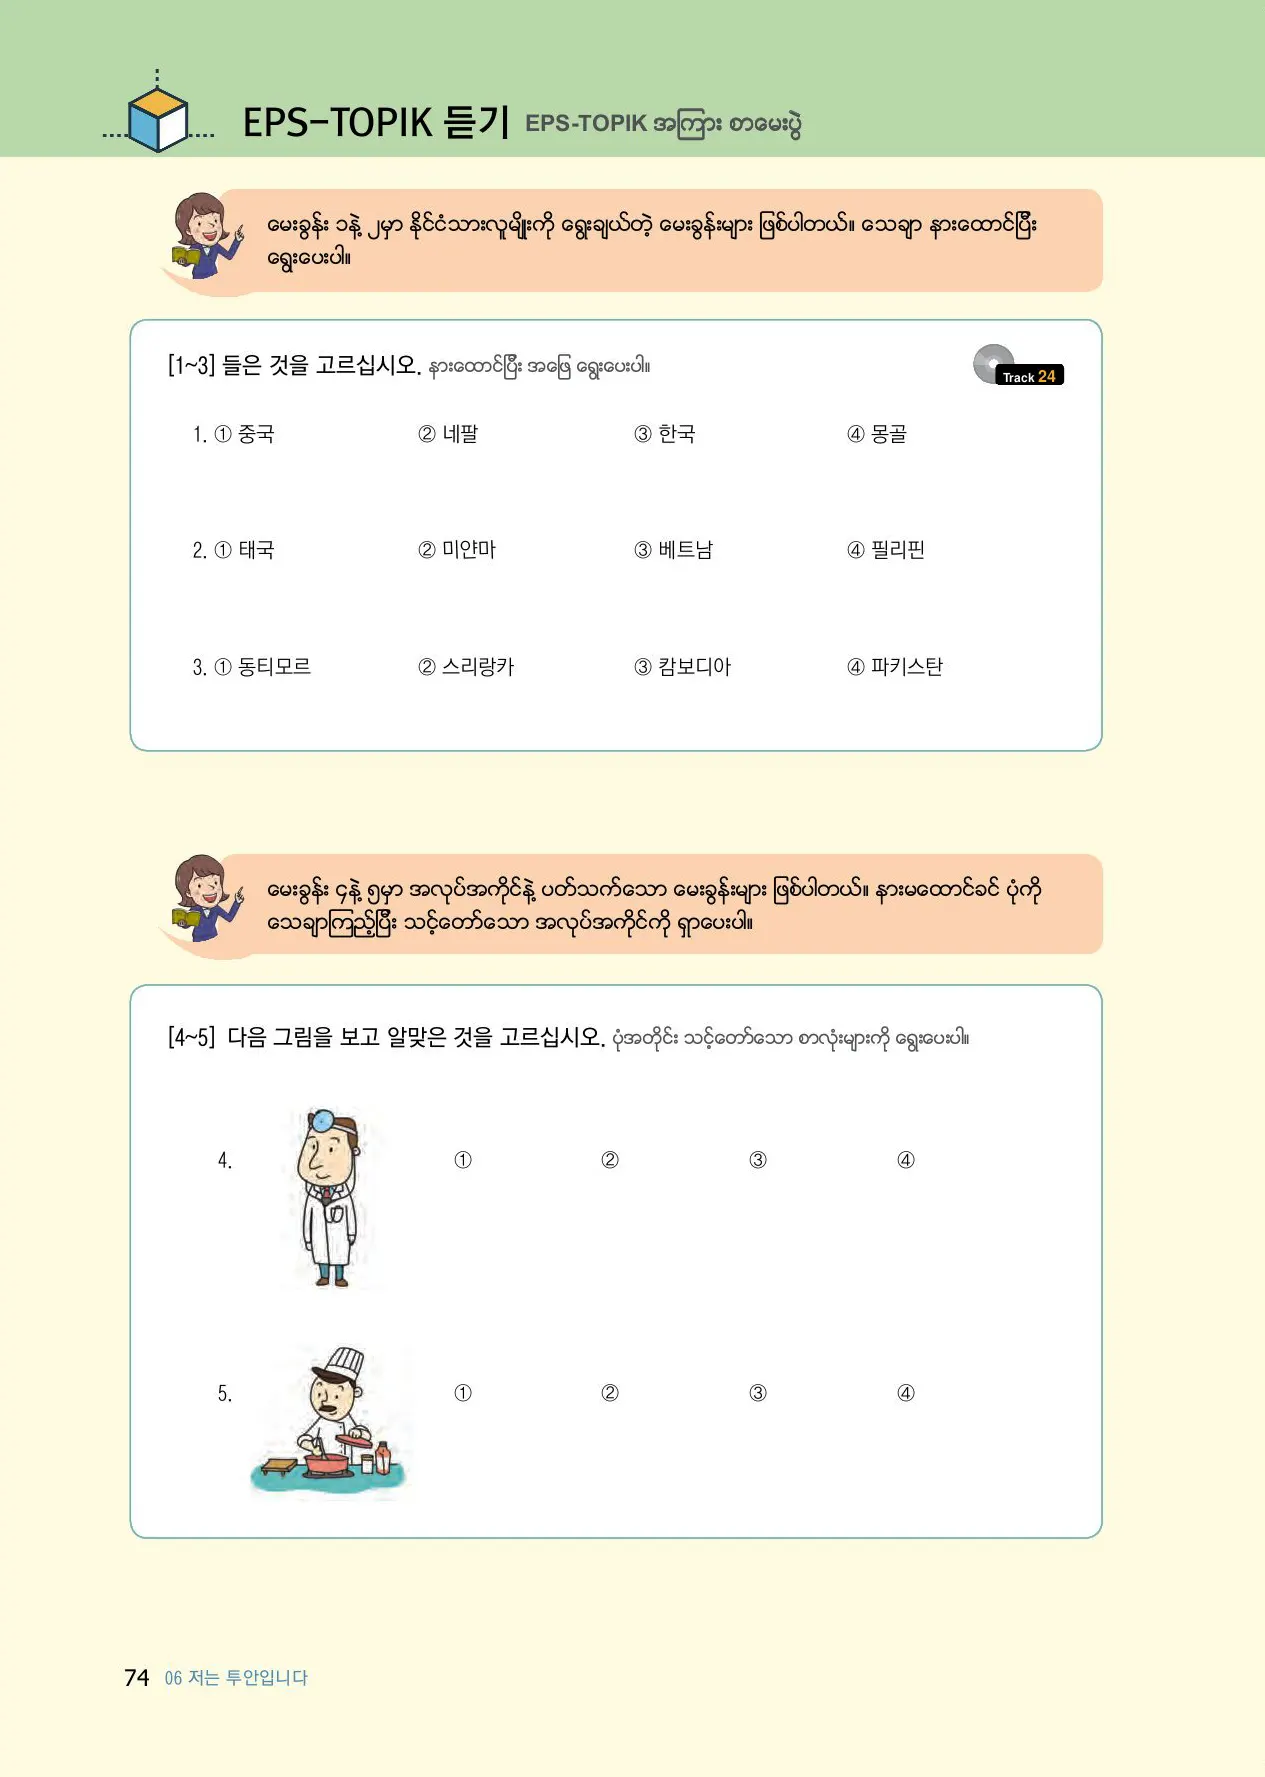 EPS-TOPIK 듣기 EPS-TOPIK အကြား စာမေးပွဲ
မေးခွန်း ၁နဲ့ ၂မှာ နိုင်ငံသားလူမျိုးကို ရွေးချယ်တဲ့ မေးခွန်းများ ဖြစ်ပါတယ်။ သေချာ နားထောင်ပြီး
ရွေးပေးပါ။
[1~3] 들은 것을 고르십시오. နားထောင်ပြီး အဖြေ ရွေးပေးပါ။
Track 24
1. ① 중국 ② 네팔 ③ 한국 ④ 몽골
2. ① 태국 ② 미얀마 ③ 베트남 ④ 필리핀
3. ① 동티모르 ② 스리랑카 ③ 캄보디아 ④ 파키스탄
မေးခွန်း ၄နဲ့ ၅မှာ အလုပ်အကိုင်နဲ့ ပတ်သက်သော မေးခွန်းများ ဖြစ်ပါတယ်။ နားမထောင်ခင် ပုံကို
သေချာကြည့်ပြီး သင့်တော်သော အလုပ်အကိုင်ကို ရှာပေးပါ။
[4~5] 다음 그림을 보고 알맞은 것을 고르십시오. ပုံအတိုင်း သင့်တော်သော စာလုံးများကို ရွေးပေးပါ။
4. ① ② ③ ④
5. ① ② ③ ④
74 06 저는 투안입니다